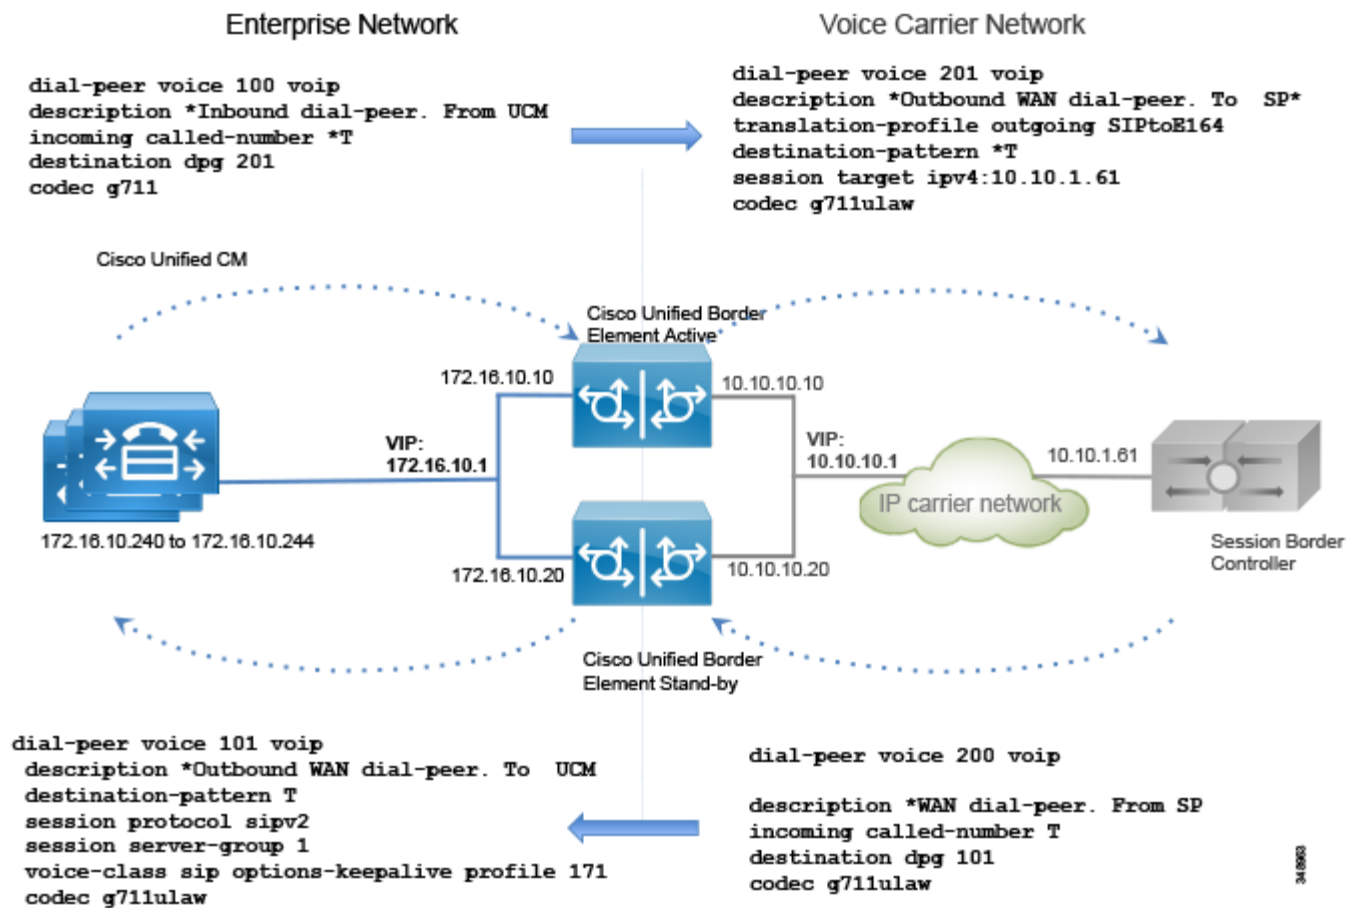 Enterprise Network
Voice Carrier Network
dial-peer voice 100 voip
description *Inbound dial-peer. From UCM
incoming called-number *T
destination dpg 201
codec g711
dial-peer voice 201 voip
description *Outbound WAN dial-peer. To SP*
translation-profile outgoing SIPtoE164
destination-pattern *T
session target ipv4:10.10.1.61
codec g711ulaw
Cisco Unified CM
Cisco Unified Border
Element Active
172.16.10.10
10.10.10.10
VIP:
172.16.10.1
VIP:
10.10.10.1
10.10.1.61
IP carrier network
172.16.10.240 to 172.16.10.244
172.16.10.20
10.10.10.20
Session Border
Controller
Cisco Unified Border
Element Stand-by
dial-peer voice 101 voip
description *Outbound WAN dial-peer. To UCM
destination-pattern T
session protocol sipv2
session server-group 1
voice-class sip options-keepalive profile 171
codec g711ulaw
dial-peer voice 200 voip
description *WAN dial-peer. From SP
incoming called-number T
destination dpg 101
codec g711ulaw
348963